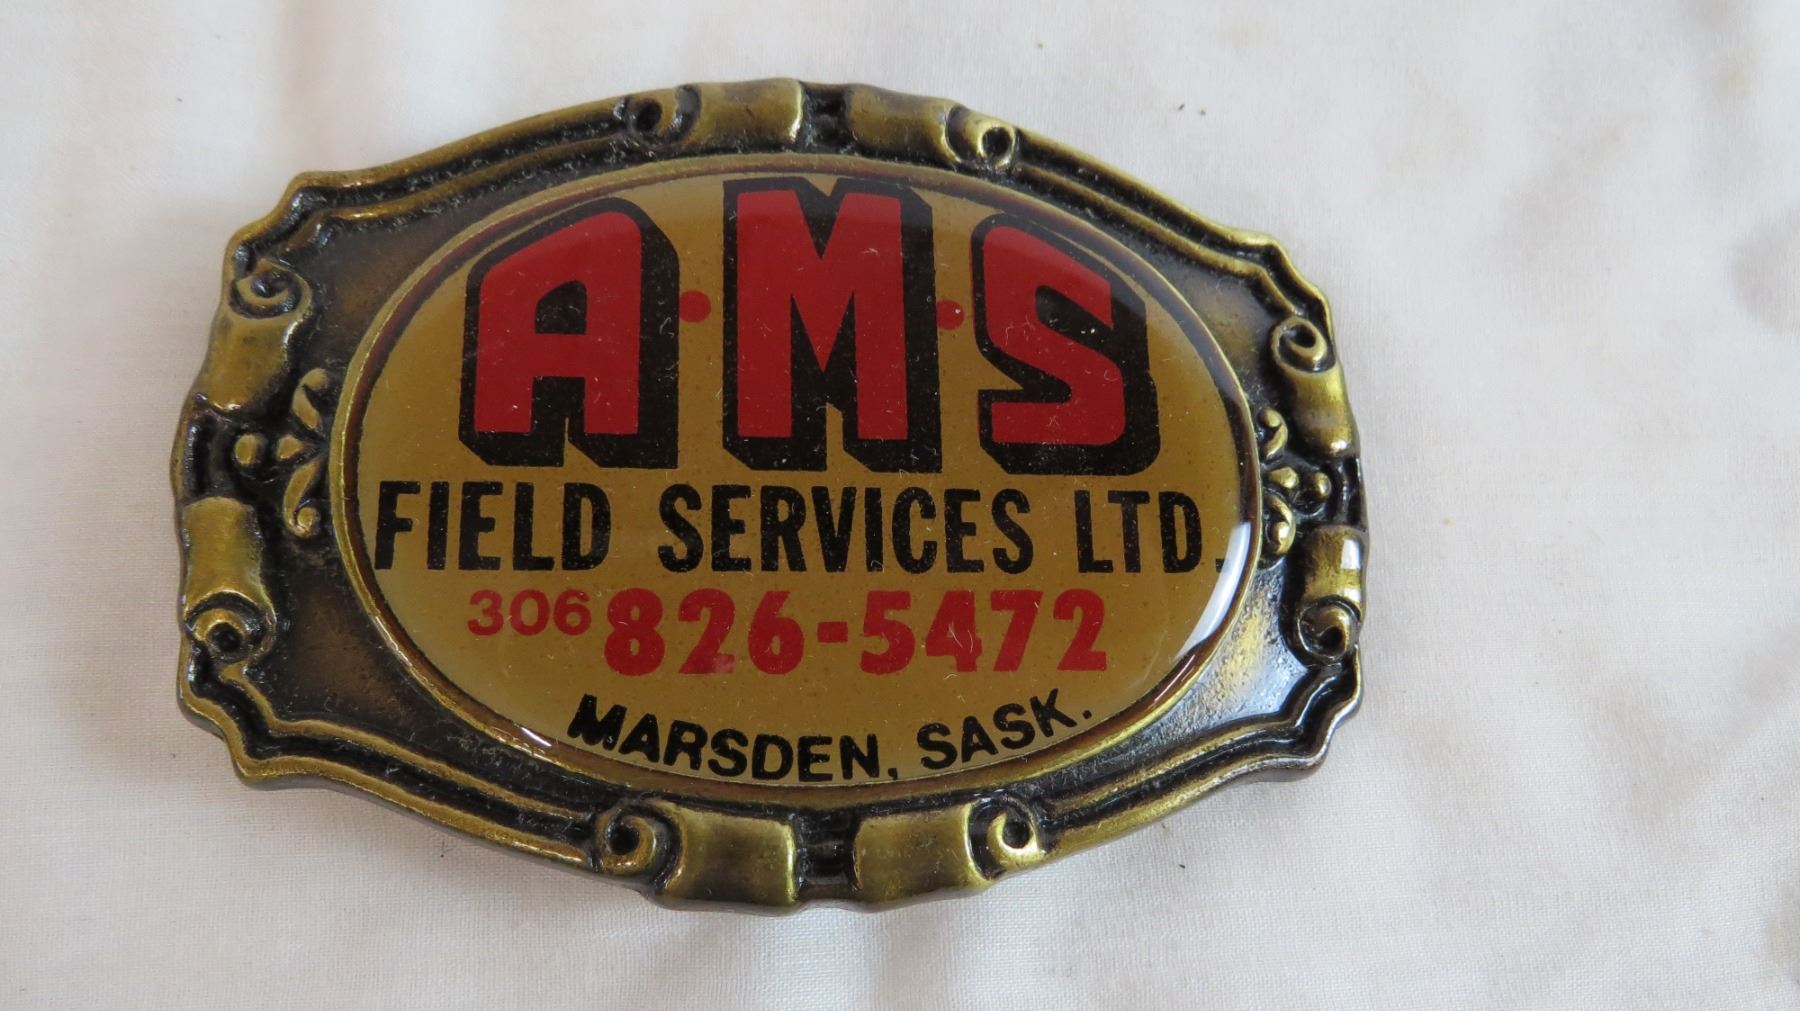 A·M·S
FIELD SERVICES LTD.
306 826-5472
MARSDEN, SASK.